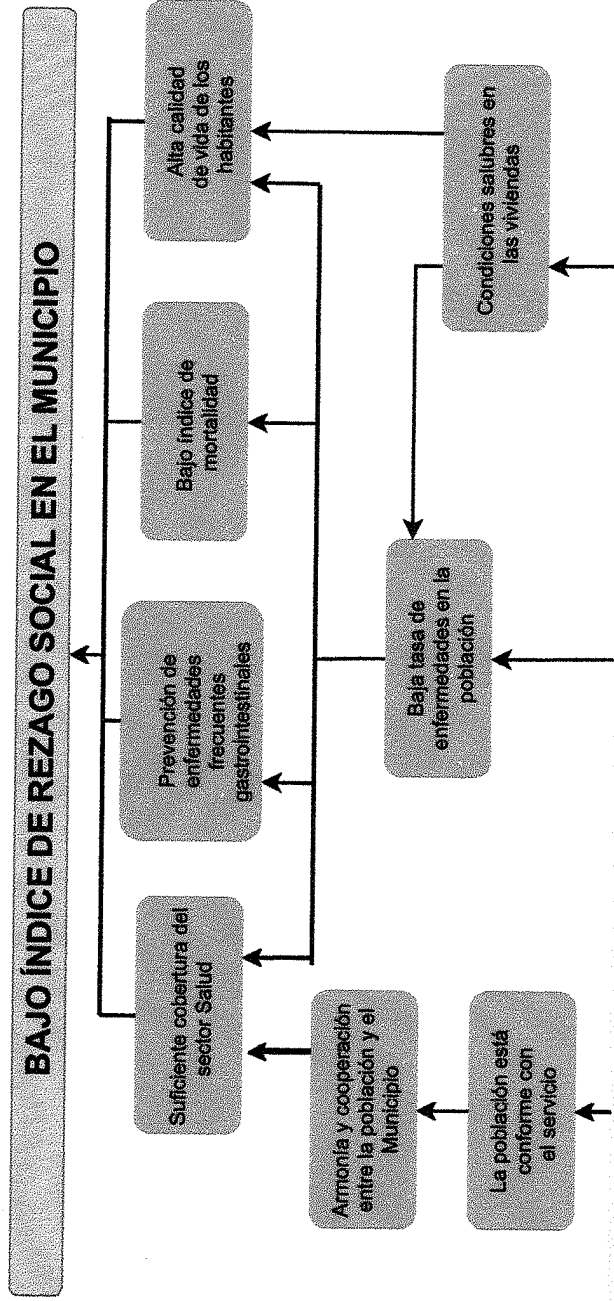 BAJO ÍNDICE DE REZAGO SOCIAL EN EL MUNICIPIO
Suficiente cobertura del
sector Salud
Prevención de
enfermedades
frecuentes
gastrointestinales
Bajo índice de
mortalidad
Alta calidad
de vida de los
habitantes
Armonía y cooperación
entre la población y el
Municipio
La población está
conforme con
el servicio
Baja tasa de
enfermedades en la
población
Condiciones salubres en
las viviendas